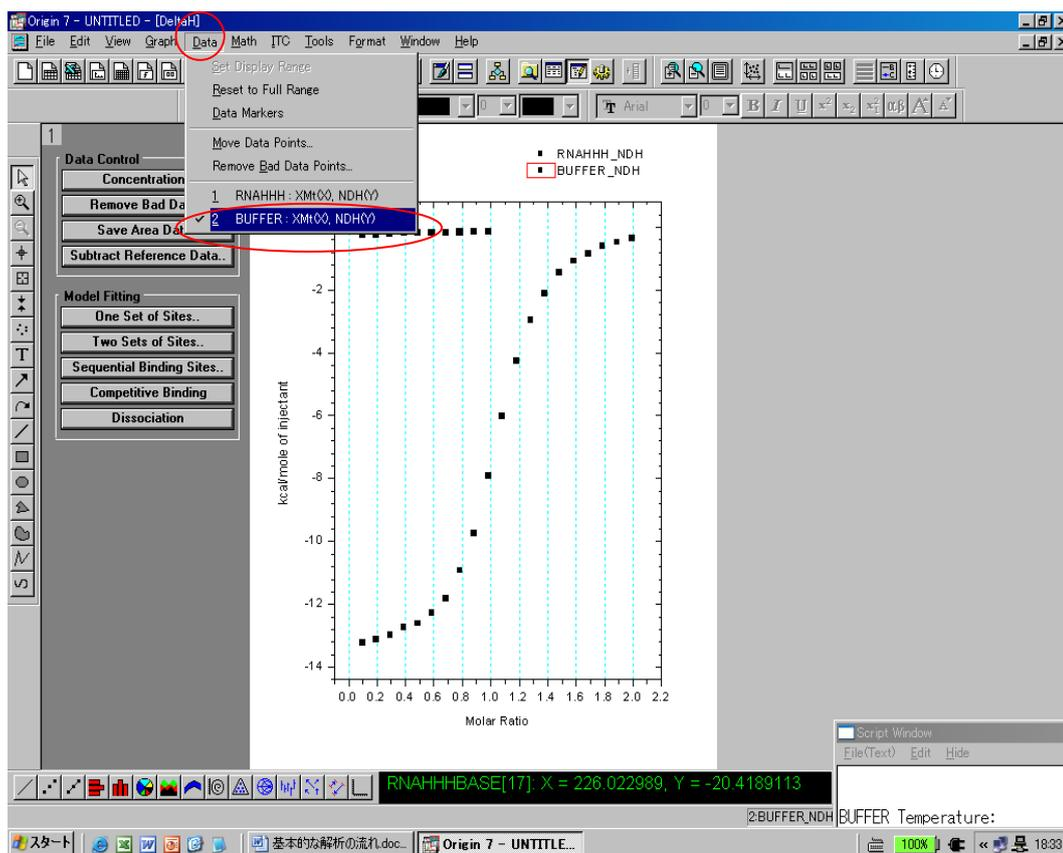 Origin 7 - UNTITLED - [DeltaH]
File Edit View Graph Data Math ITC Tools Format Window Help
Set Display Range
Reset to Full Range
Data Markers
Move Data Points...
Remove Bad Data Points...
1 RNAHHH : XMt(X), NDH(Y)
✓ 2 BUFFER : XMt(X), NDH(Y)
0 0
Arial 0 B I U x² x₂ αβ A A
1
Data Control
Concentration
Remove Bad Da
Save Area Dat
Subtract Reference Data..
Model Fitting
One Set of Sites..
Two Sets of Sites..
Sequential Binding Sites..
Competitive Binding
Dissociation
RNAHHH_NDH
BUFFER_NDH
-2
-4
-6
-8
-10
-12
-14
kcal/mole of injectant
0.0 0.2 0.4 0.6 0.8 1.0 1.2 1.4 1.6 1.8 2.0 2.2
Molar Ratio
Script Window
File(Text) Edit Hide
BUFFER Temperature:
RNAHHHBASE[17]: X = 226.022989, Y = -20.4189113
2:BUFFER_NDH
スタート 基本的な解析の流れ.doc... Origin 7 - UNTITLE... 100%